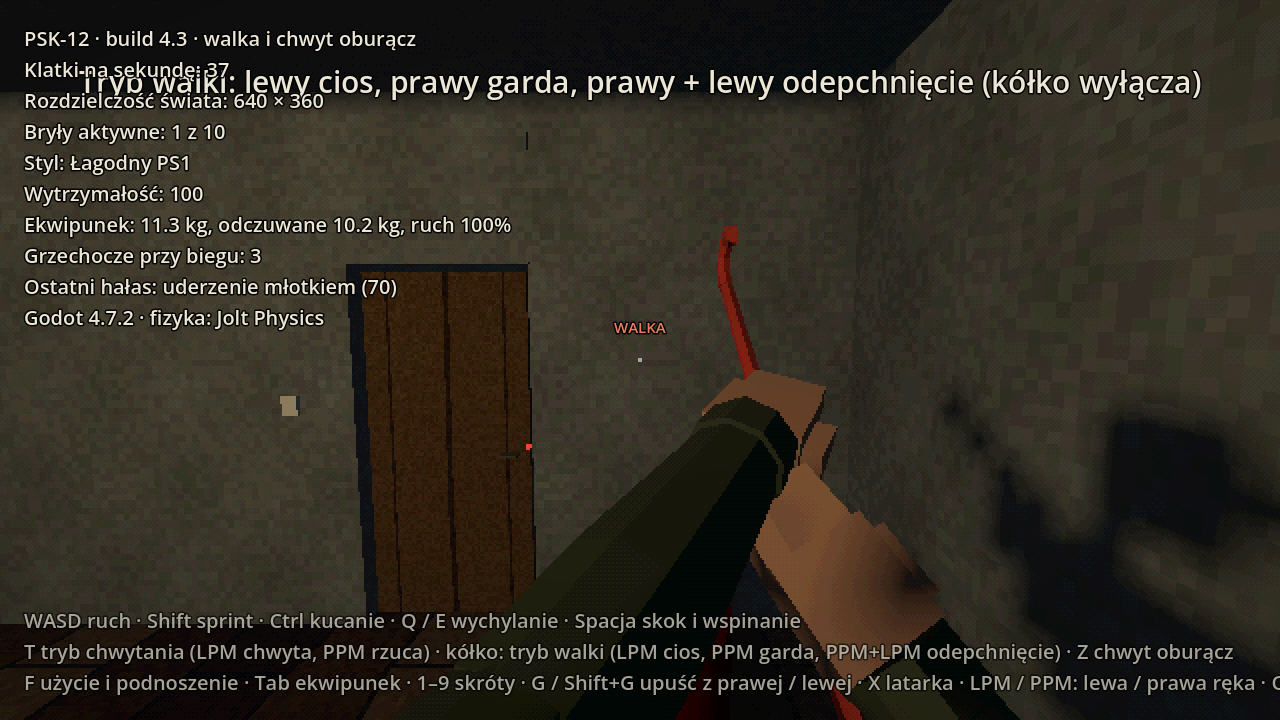 PSK-12 · build 4.3 · walka i chwyt oburącz
Klatki na sekundę: 37
Tryb walki: lewy cios, prawy garda, prawy + lewy odepchnięcie (kółko wyłącza)
Rozdzielczość świata: 640 × 360
Bryły aktywne: 1 z 10
Styl: Łagodny PS1
Wytrzymałość: 100
Ekwipunek: 11.3 kg, odczuwane 10.2 kg, ruch 100%
Grzechocze przy biegu: 3
Ostatni hałas: uderzenie młotkiem (70)
Godot 4.7.2 · fizyka: Jolt Physics
WALKA
WASD ruch · Shift sprint · Ctrl kucanie · Q / E wychylanie · Spacja skok i wspinanie
T tryb chwytania (LPM chwyta, PPM rzuca) · kółko: tryb walki (LPM cios, PPM garda, PPM+LPM odepchnięcie) · Z chwyt oburącz
F użycie i podnoszenie · Tab ekwipunek · 1–9 skróty · G / Shift+G upuść z prawej / lewej · X latarka · LPM / PPM: lewa / prawa ręka ·